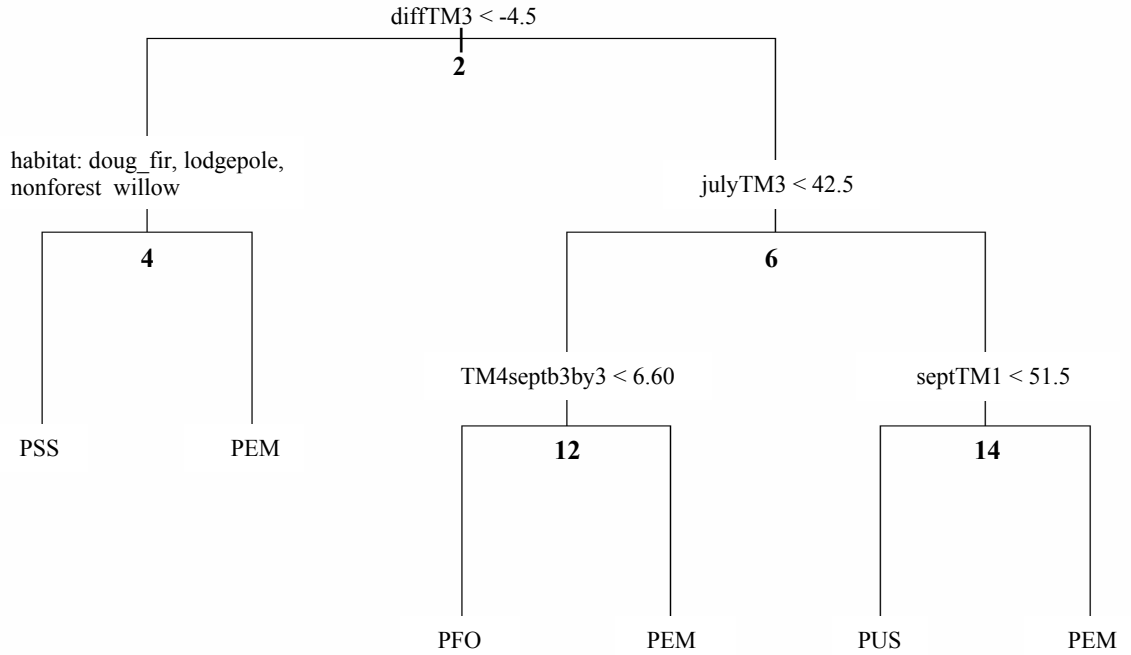 diffTM3 < -4.5
2
habitat: doug_fir, lodgepole,
nonforest  willow
julyTM3 < 42.5
4
6
TM4septb3by3 < 6.60
septTM1 < 51.5
PSS
PEM
12
14
PFO
PEM
PUS
PEM